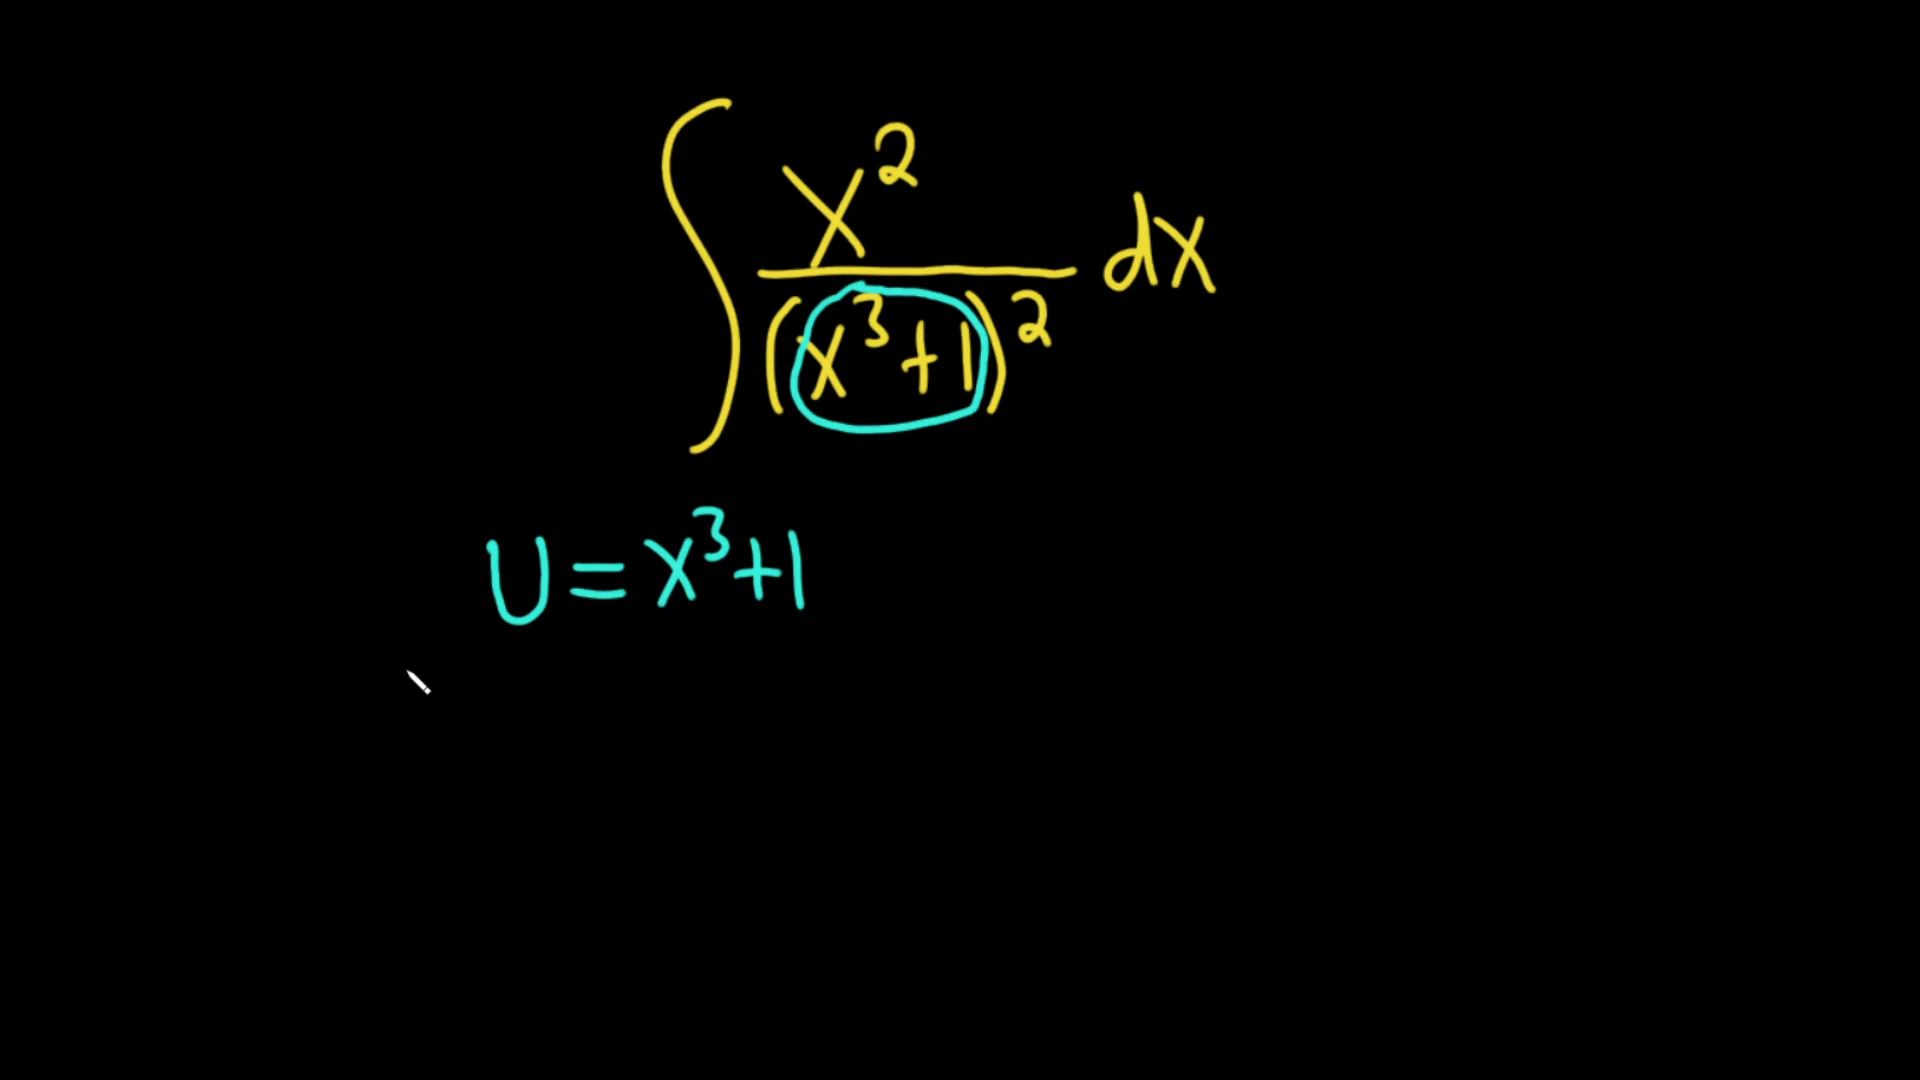 ∫ x²/(x³+1)² dx
U=x³+1